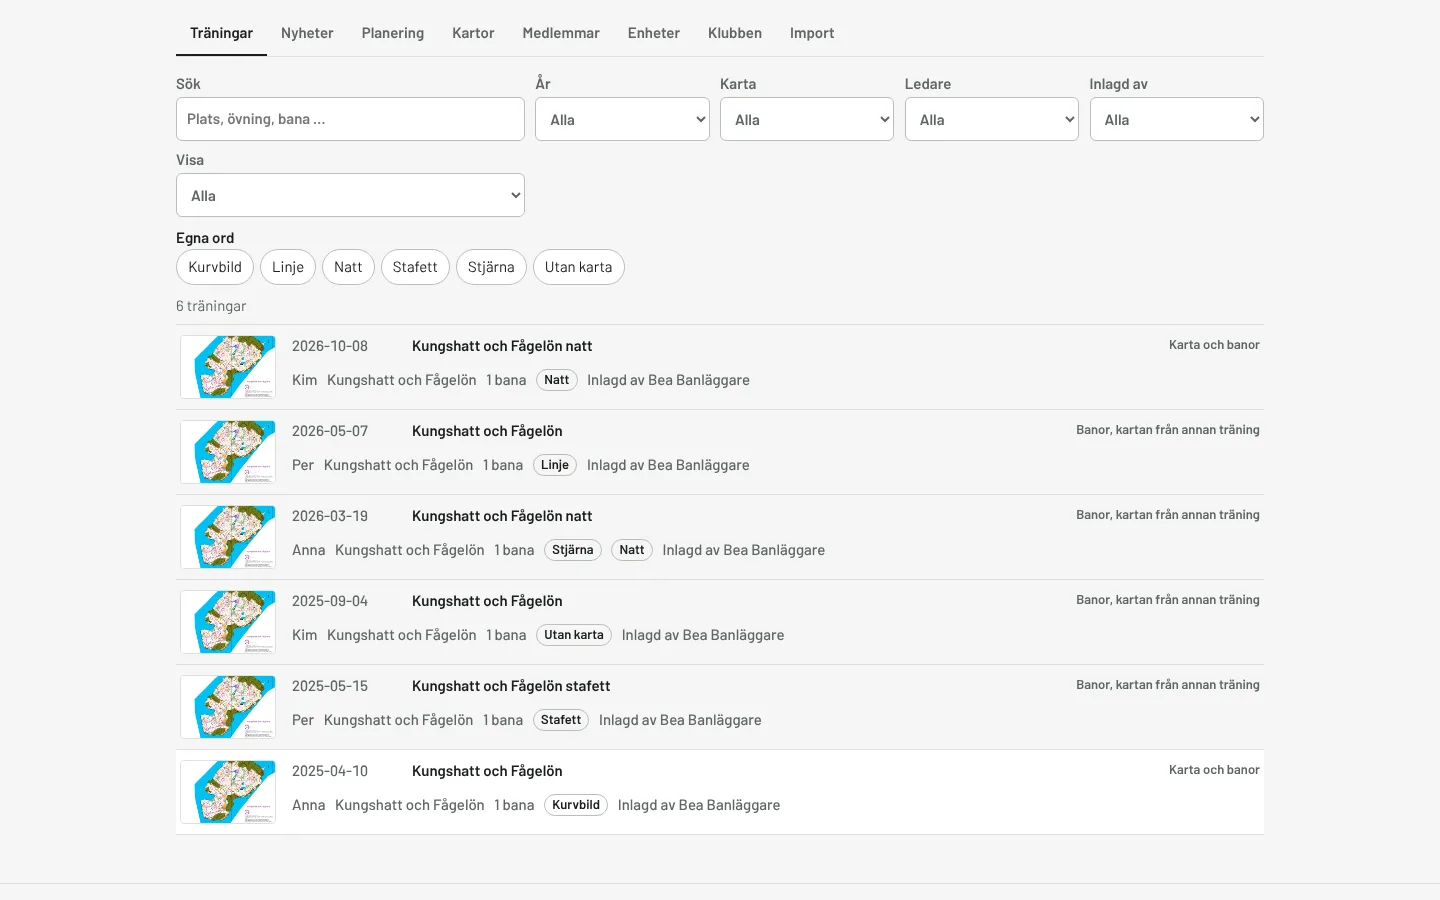 Träningar Nyheter Planering Kartor Medlemmar Enheter Klubben Import
Sök År Karta Ledare Inlagd av
Plats, övning, bana ... Alla Alla Alla Alla
Visa
Alla
Egna ord
Kurvbild Linje Natt Stafett Stjärna Utan karta
6 träningar
2026-10-08 Kungshatt och Fågelön natt Karta och banor
Kim Kungshatt och Fågelön 1 bana Natt Inlagd av Bea Banläggare
2026-05-07 Kungshatt och Fågelön Banor, kartan från annan träning
Per Kungshatt och Fågelön 1 bana Linje Inlagd av Bea Banläggare
2026-03-19 Kungshatt och Fågelön natt Banor, kartan från annan träning
Anna Kungshatt och Fågelön 1 bana Stjärna Natt Inlagd av Bea Banläggare
2025-09-04 Kungshatt och Fågelön Banor, kartan från annan träning
Kim Kungshatt och Fågelön 1 bana Utan karta Inlagd av Bea Banläggare
2025-05-15 Kungshatt och Fågelön stafett Banor, kartan från annan träning
Per Kungshatt och Fågelön 1 bana Stafett Inlagd av Bea Banläggare
2025-04-10 Kungshatt och Fågelön Karta och banor
Anna Kungshatt och Fågelön 1 bana Kurvbild Inlagd av Bea Banläggare